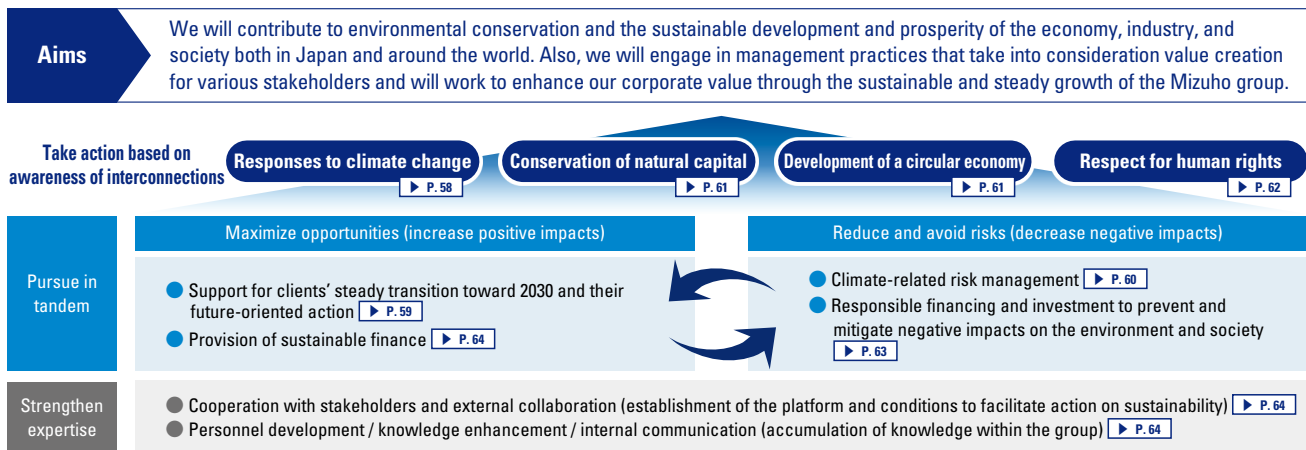 Aims
We will contribute to environmental conservation and the sustainable development and prosperity of the economy, industry, and
society both in Japan and around the world. Also, we will engage in management practices that take into consideration value creation
for various stakeholders and will work to enhance our corporate value through the sustainable and steady growth of the Mizuho group.
Take action based on
awareness of interconnections
Responses to climate change
▶ P. 58
Conservation of natural capital
▶ P. 61
Development of a circular economy
▶ P. 61
Respect for human rights
▶ P. 62
Pursue in
tandem
Maximize opportunities (increase positive impacts)
● Support for clients' steady transition toward 2030 and their
future-oriented action ▶ P. 59
● Provision of sustainable finance ▶ P. 64
Reduce and avoid risks (decrease negative impacts)
● Climate-related risk management ▶ P. 60
● Responsible financing and investment to prevent and
mitigate negative impacts on the environment and society
▶ P. 63
Strengthen
expertise
● Cooperation with stakeholders and external collaboration (establishment of the platform and conditions to facilitate action on sustainability) ▶ P. 64
● Personnel development / knowledge enhancement / internal communication (accumulation of knowledge within the group) ▶ P. 64